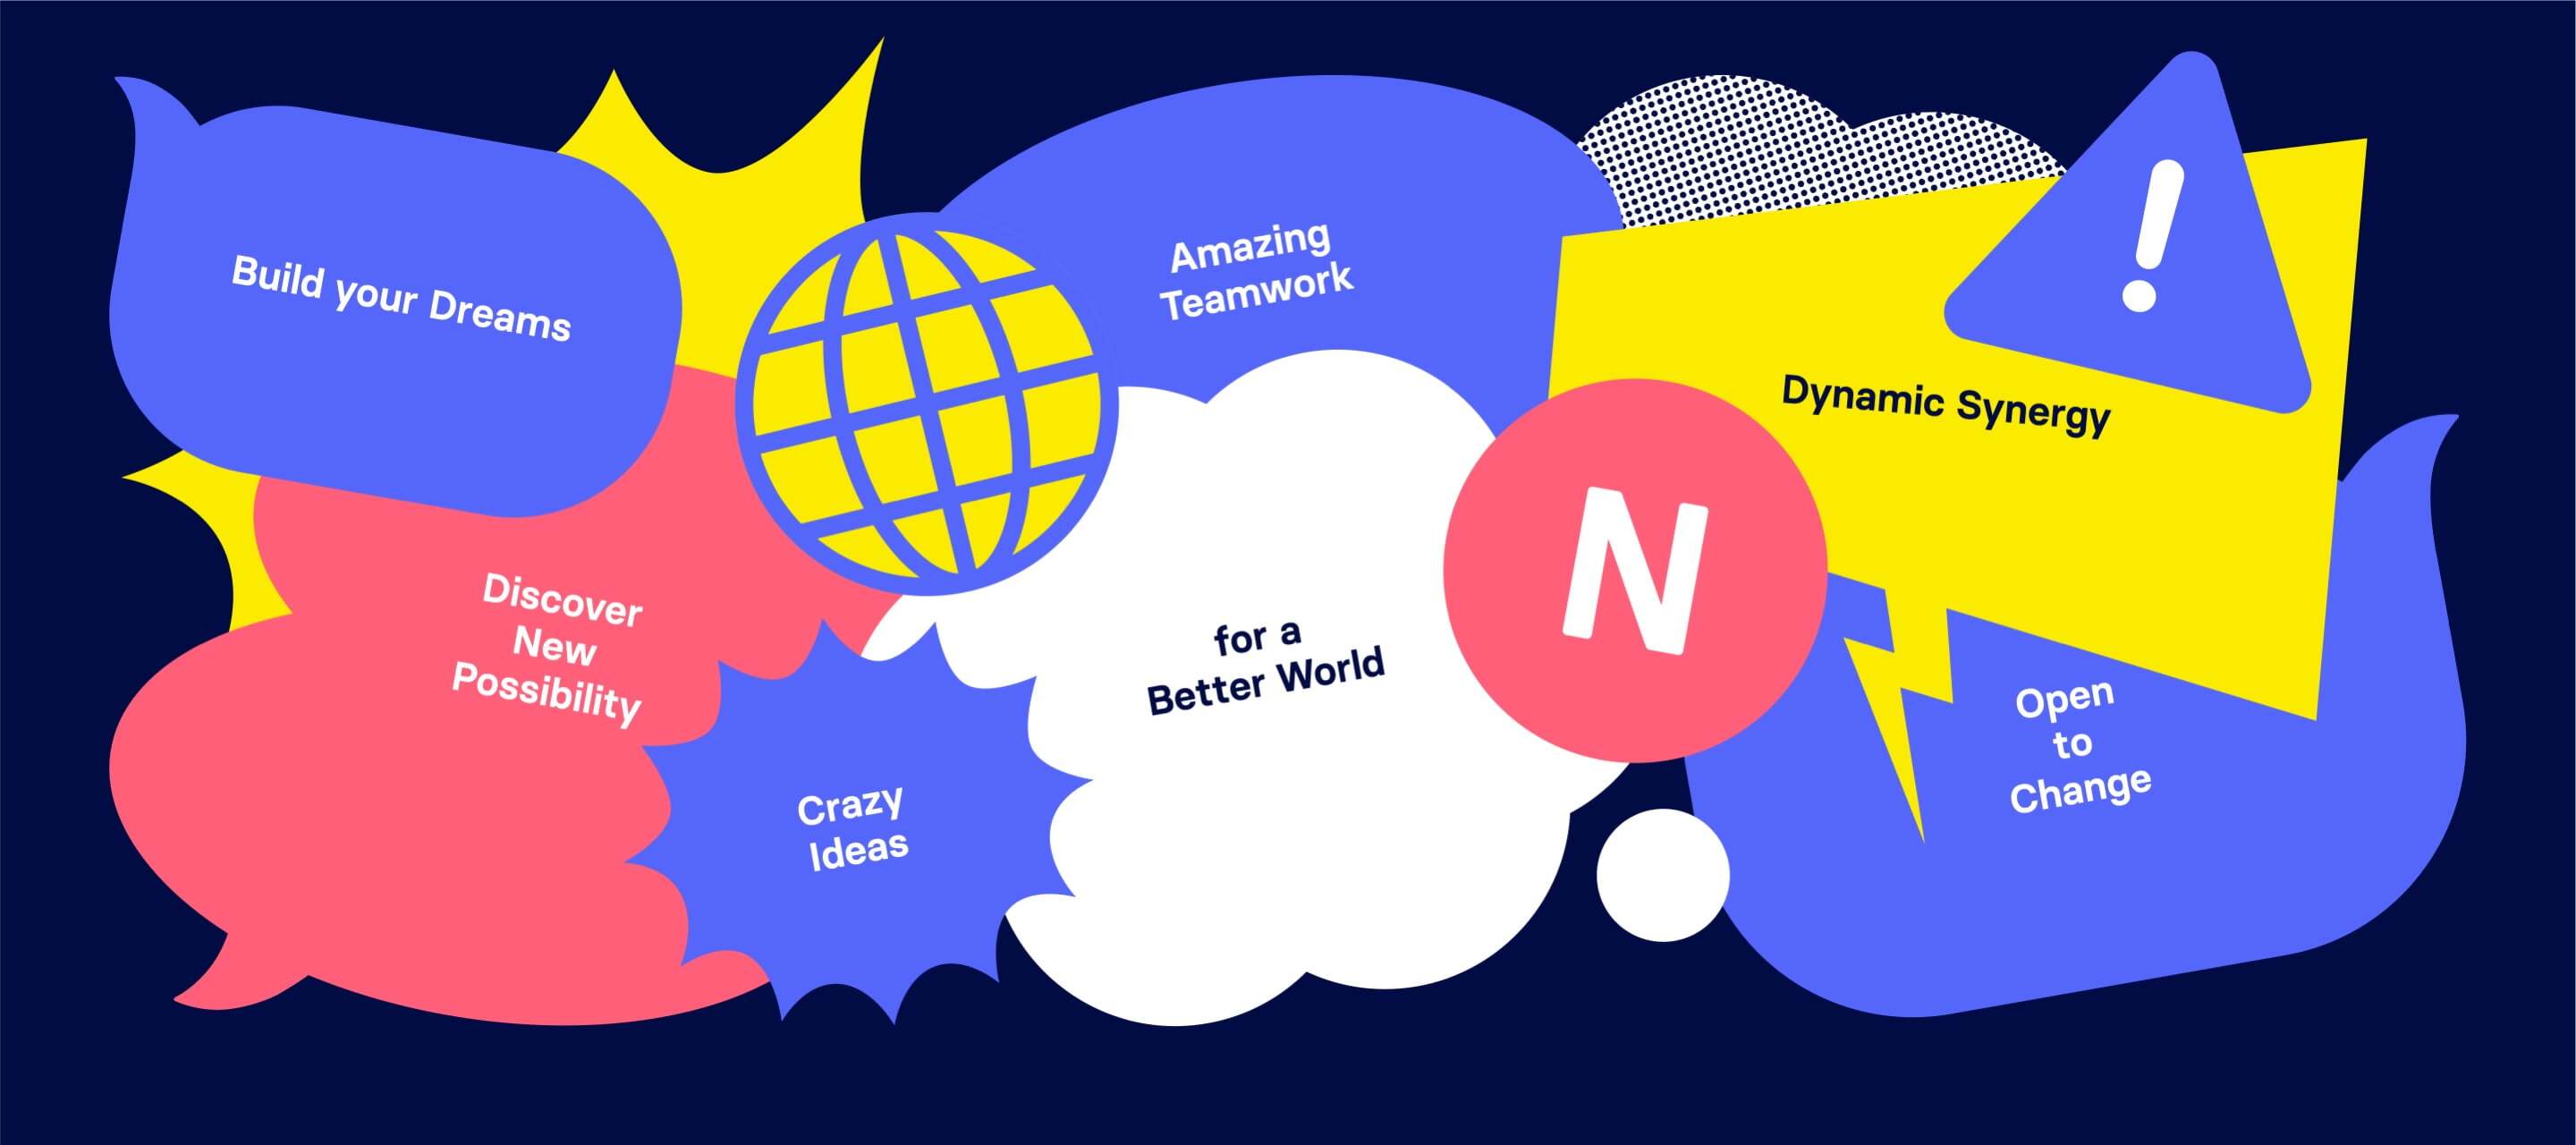 Build your Dreams
Amazing
Teamwork
!
Dynamic Synergy
N
Discover
New
Possibility
for a
Better World
Open
to
Change
Crazy
Ideas